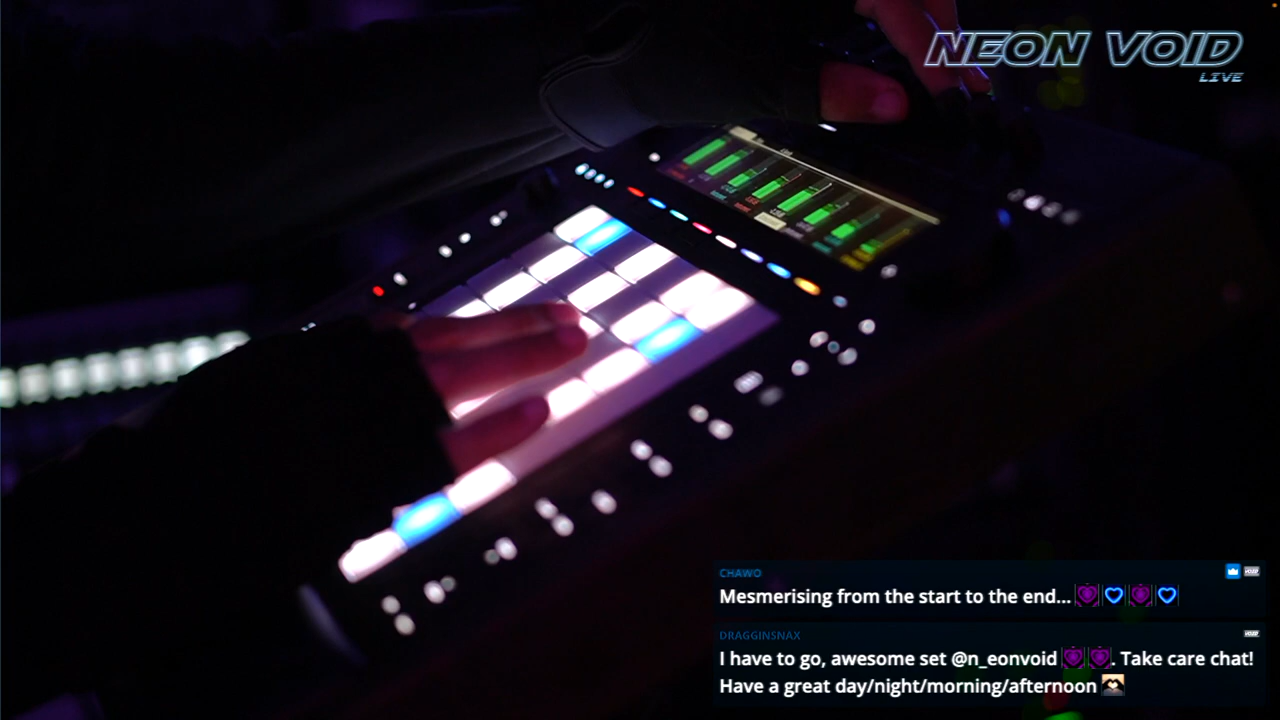 NEON VOID
LIVE
CHAWO
Mesmerising from the start to the end...
DRAGGINSNAX
I have to go, awesome set @n_eonvoid . Take care chat!
Have a great day/night/morning/afternoon